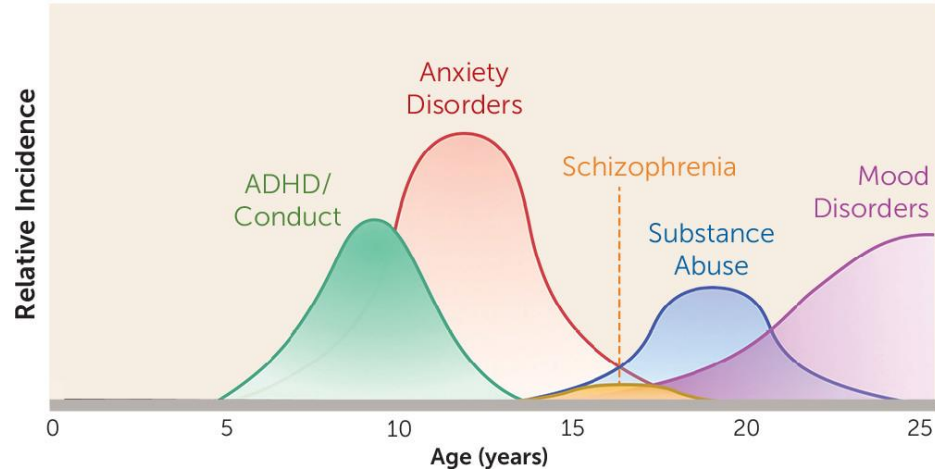 Relative Incidence
Anxiety
Disorders
ADHD/
Conduct
Schizophrenia
Substance
Abuse
Mood
Disorders
0 5 10 15 20 25
Age (years)